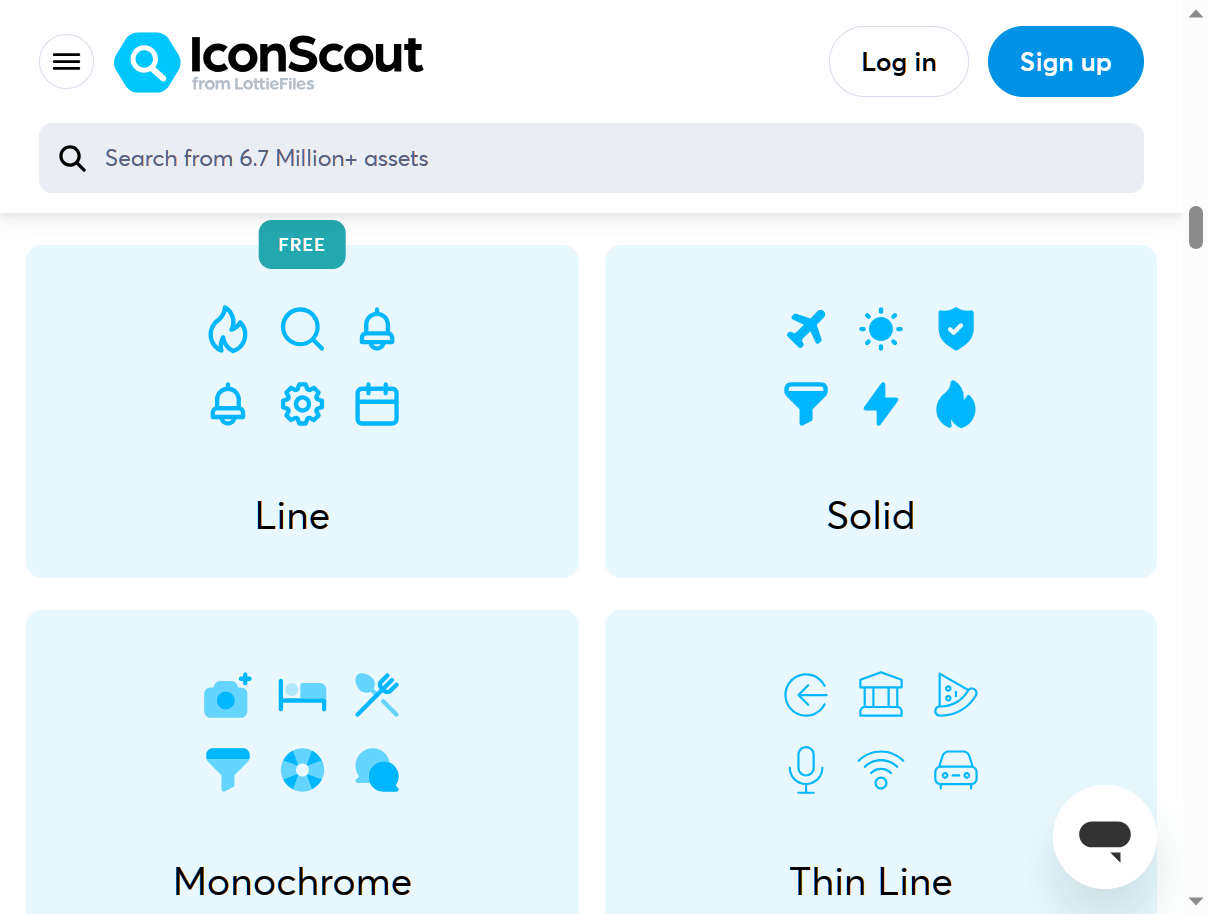 IconScout
from LottieFiles
Log in
Sign up
Search from 6.7 Million+ assets
FREE
Line
Solid
Monochrome
Thin Line